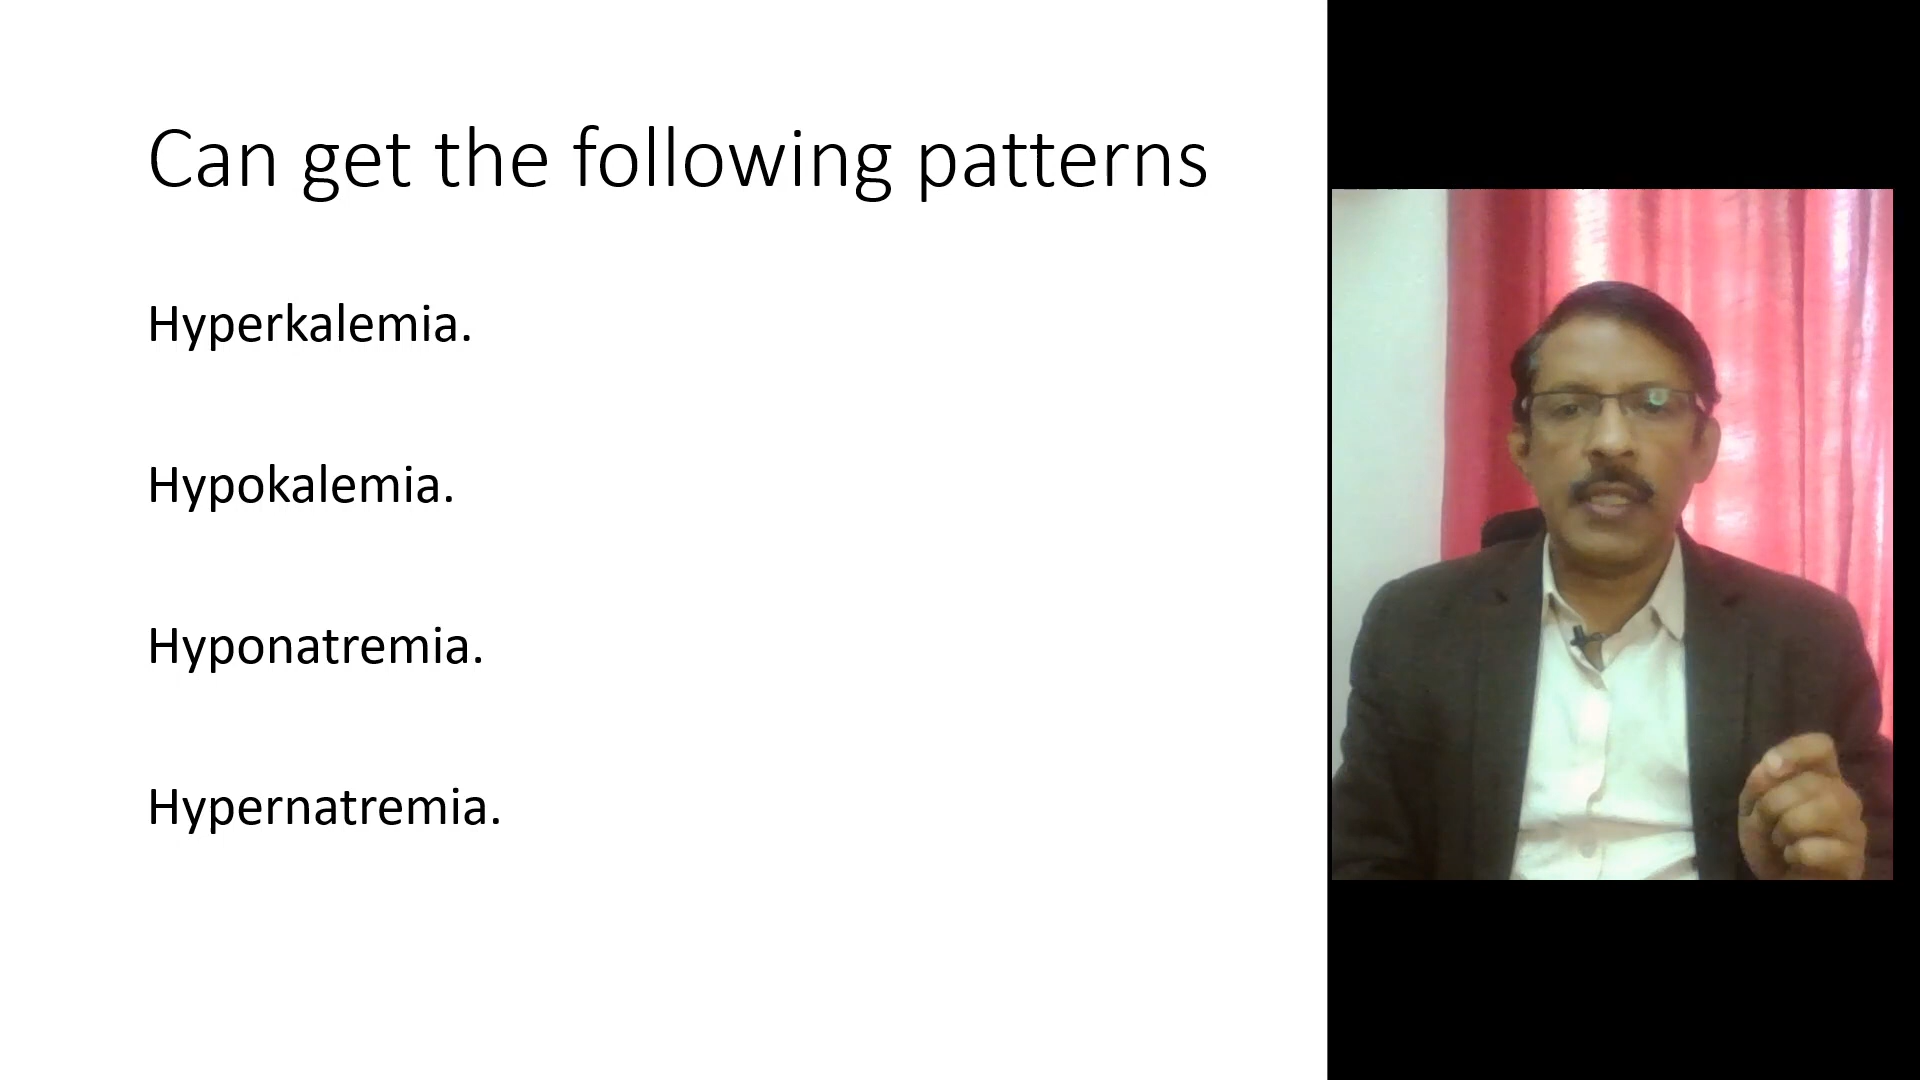 Can get the following patterns
Hyperkalemia.
Hypokalemia.
Hyponatremia.
Hypernatremia.